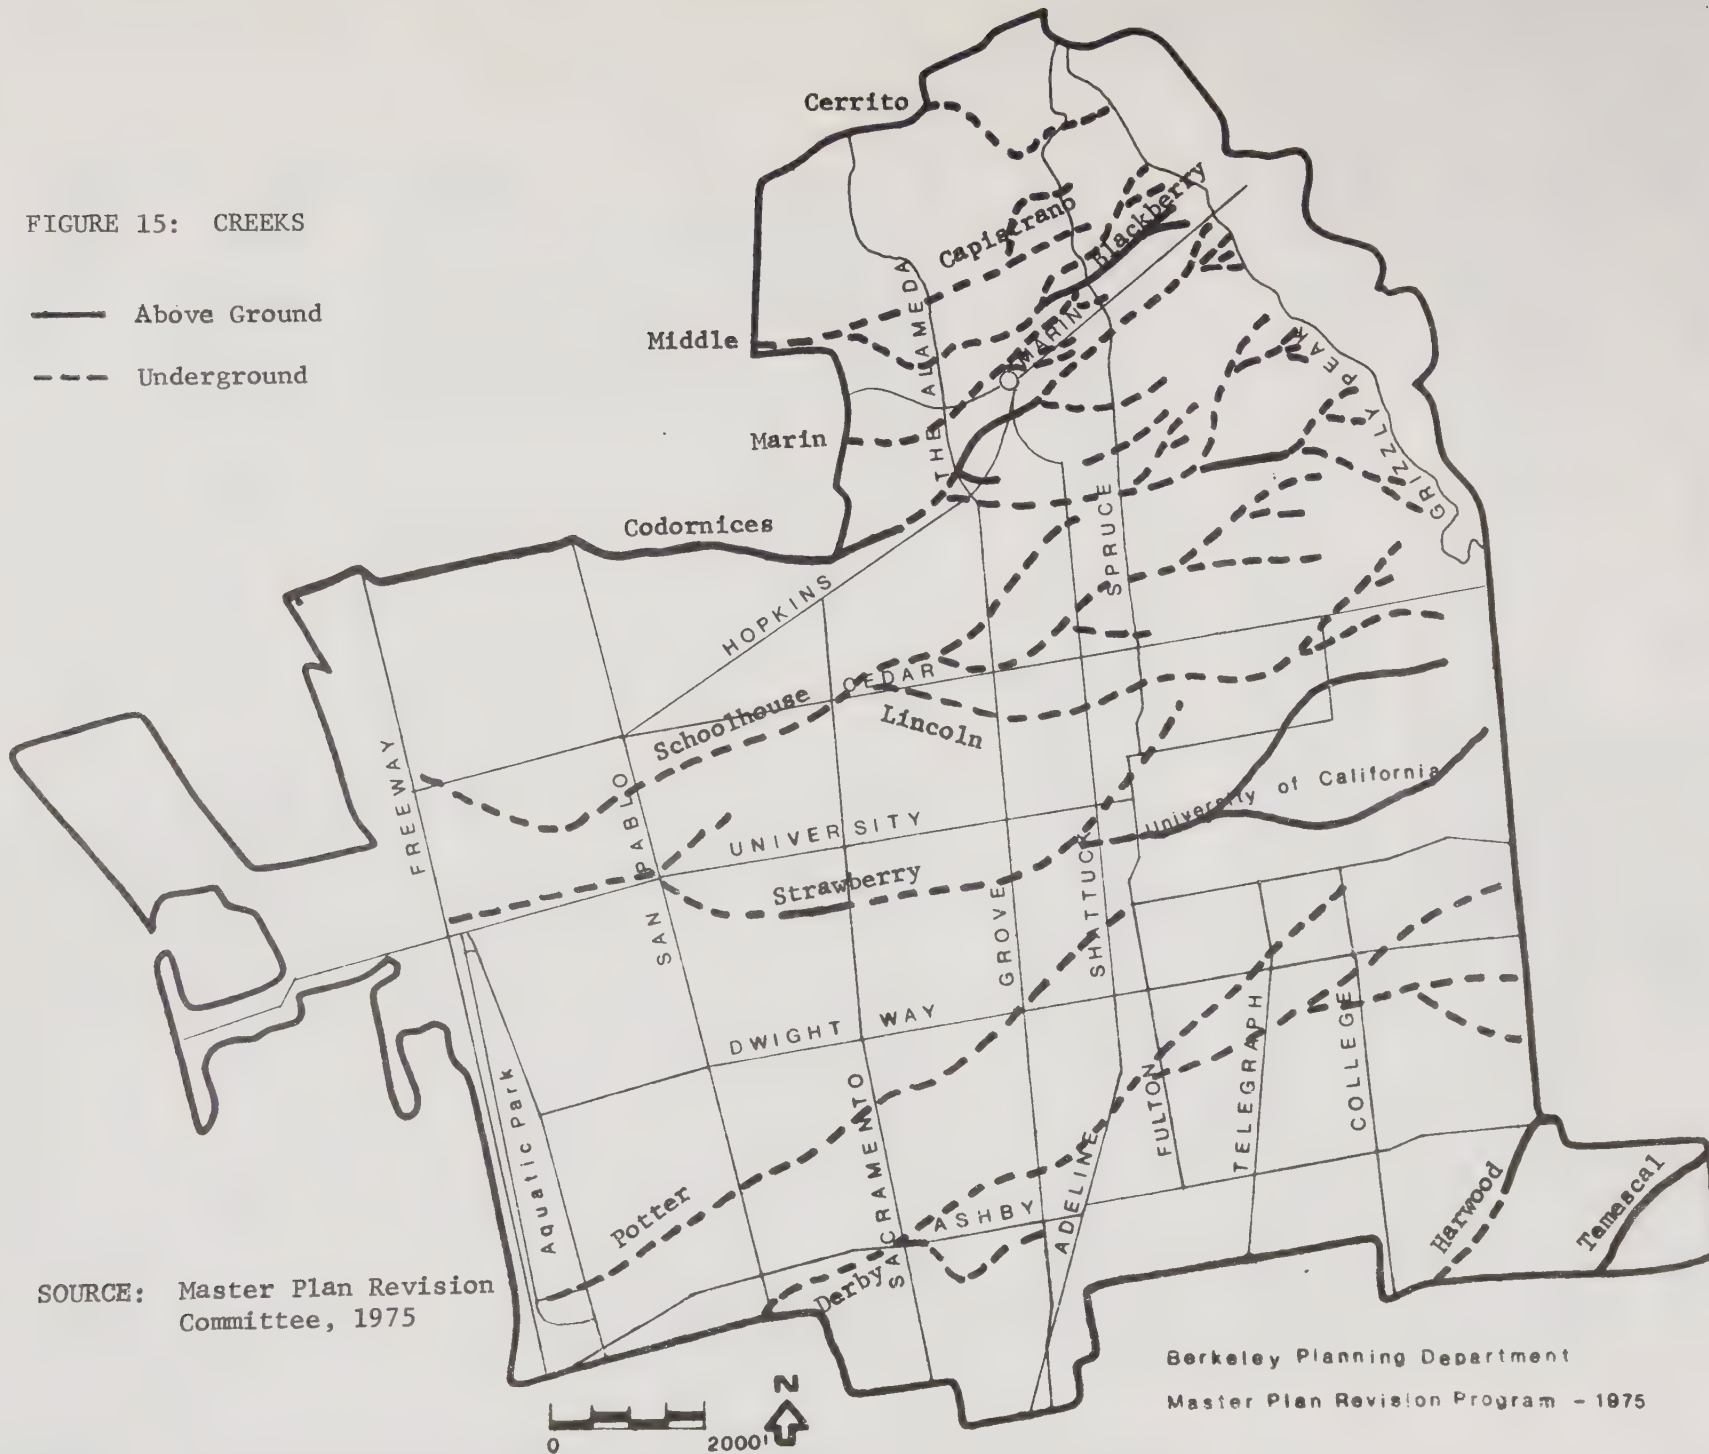 FIGURE 15: CREEKS
Above Ground
Underground
Cerrito
Capistrano
Blackberry
Middle
MARIN
Marin
THE ALAMEDA
Codornices
SPRUCE
GRIZZLY PEAK
HOPKINS
CEDAR
Schoolhouse
Lincoln
FREEWAY
SAN PABLO
UNIVERSITY
University of California
Strawberry
GROVE
SHATTUCK
DWIGHT WAY
Aquatic Park
SACRAMENTO
FULTON
TELEGRAPH
COLLEGE
Potter
ASHBY
ADELINE
Derby
Harwood
Temescal
SOURCE: Master Plan Revision
Committee, 1975
N
0 2000'
Berkeley Planning Department
Master Plan Revision Program - 1975